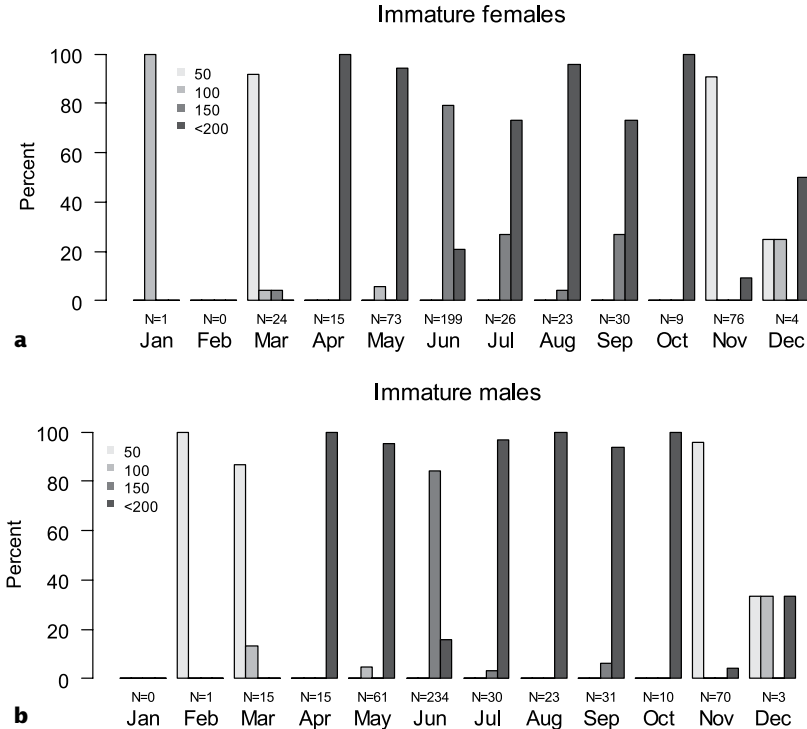 Immature females
100
80
60
40
20
0
Percent
50
100
150
<200
N=1 N=0 N=24 N=15 N=73 N=199 N=26 N=23 N=30 N=9 N=76 N=4
a Jan Feb Mar Apr May Jun Jul Aug Sep Oct Nov Dec
Immature males
100
80
60
40
20
0
Percent
50
100
150
<200
N=0 N=1 N=15 N=15 N=61 N=234 N=30 N=23 N=31 N=10 N=70 N=3
b Jan Feb Mar Apr May Jun Jul Aug Sep Oct Nov Dec